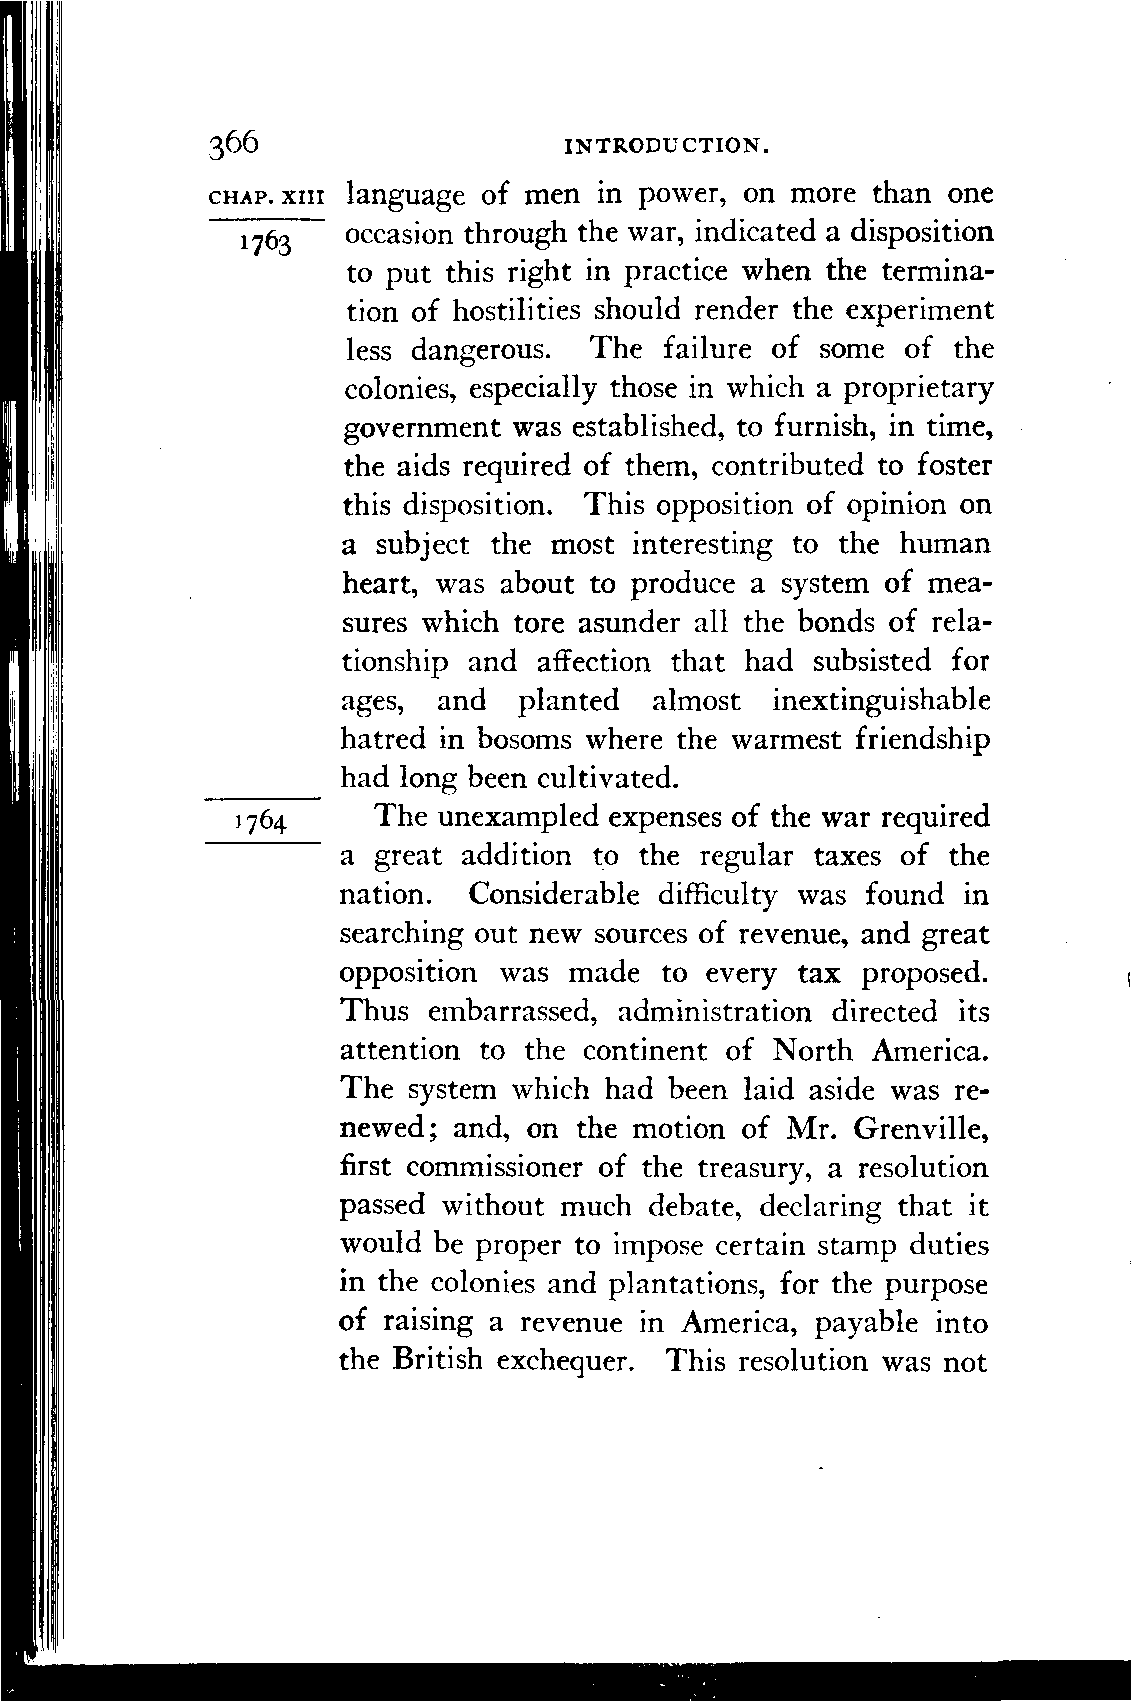 366 INTRODUCTION.
CHAP. XIII language of men in power, on more than one
1763 occasion through the war, indicated a disposition
to put this right in practice when the termina-
tion of hostilities should render the experiment
less dangerous. The failure of some of the
colonies, especially those in which a proprietary
government was established, to furnish, in time,
the aids required of them, contributed to foster
this disposition. This opposition of opinion on
a subject the most interesting to the human
heart, was about to produce a system of mea-
sures which tore asunder all the bonds of rela-
tionship and affection that had subsisted for
ages, and planted almost inextinguishable
hatred in bosoms where the warmest friendship
had long been cultivated.
1764 The unexampled expenses of the war required
a great addition to the regular taxes of the
nation. Considerable difficulty was found in
searching out new sources of revenue, and great
opposition was made to every tax proposed.
Thus embarrassed, administration directed its
attention to the continent of North America.
The system which had been laid aside was re-
newed; and, on the motion of Mr. Grenville,
first commissioner of the treasury, a resolution
passed without much debate, declaring that it
would be proper to impose certain stamp duties
in the colonies and plantations, for the purpose
of raising a revenue in America, payable into
the British exchequer. This resolution was not